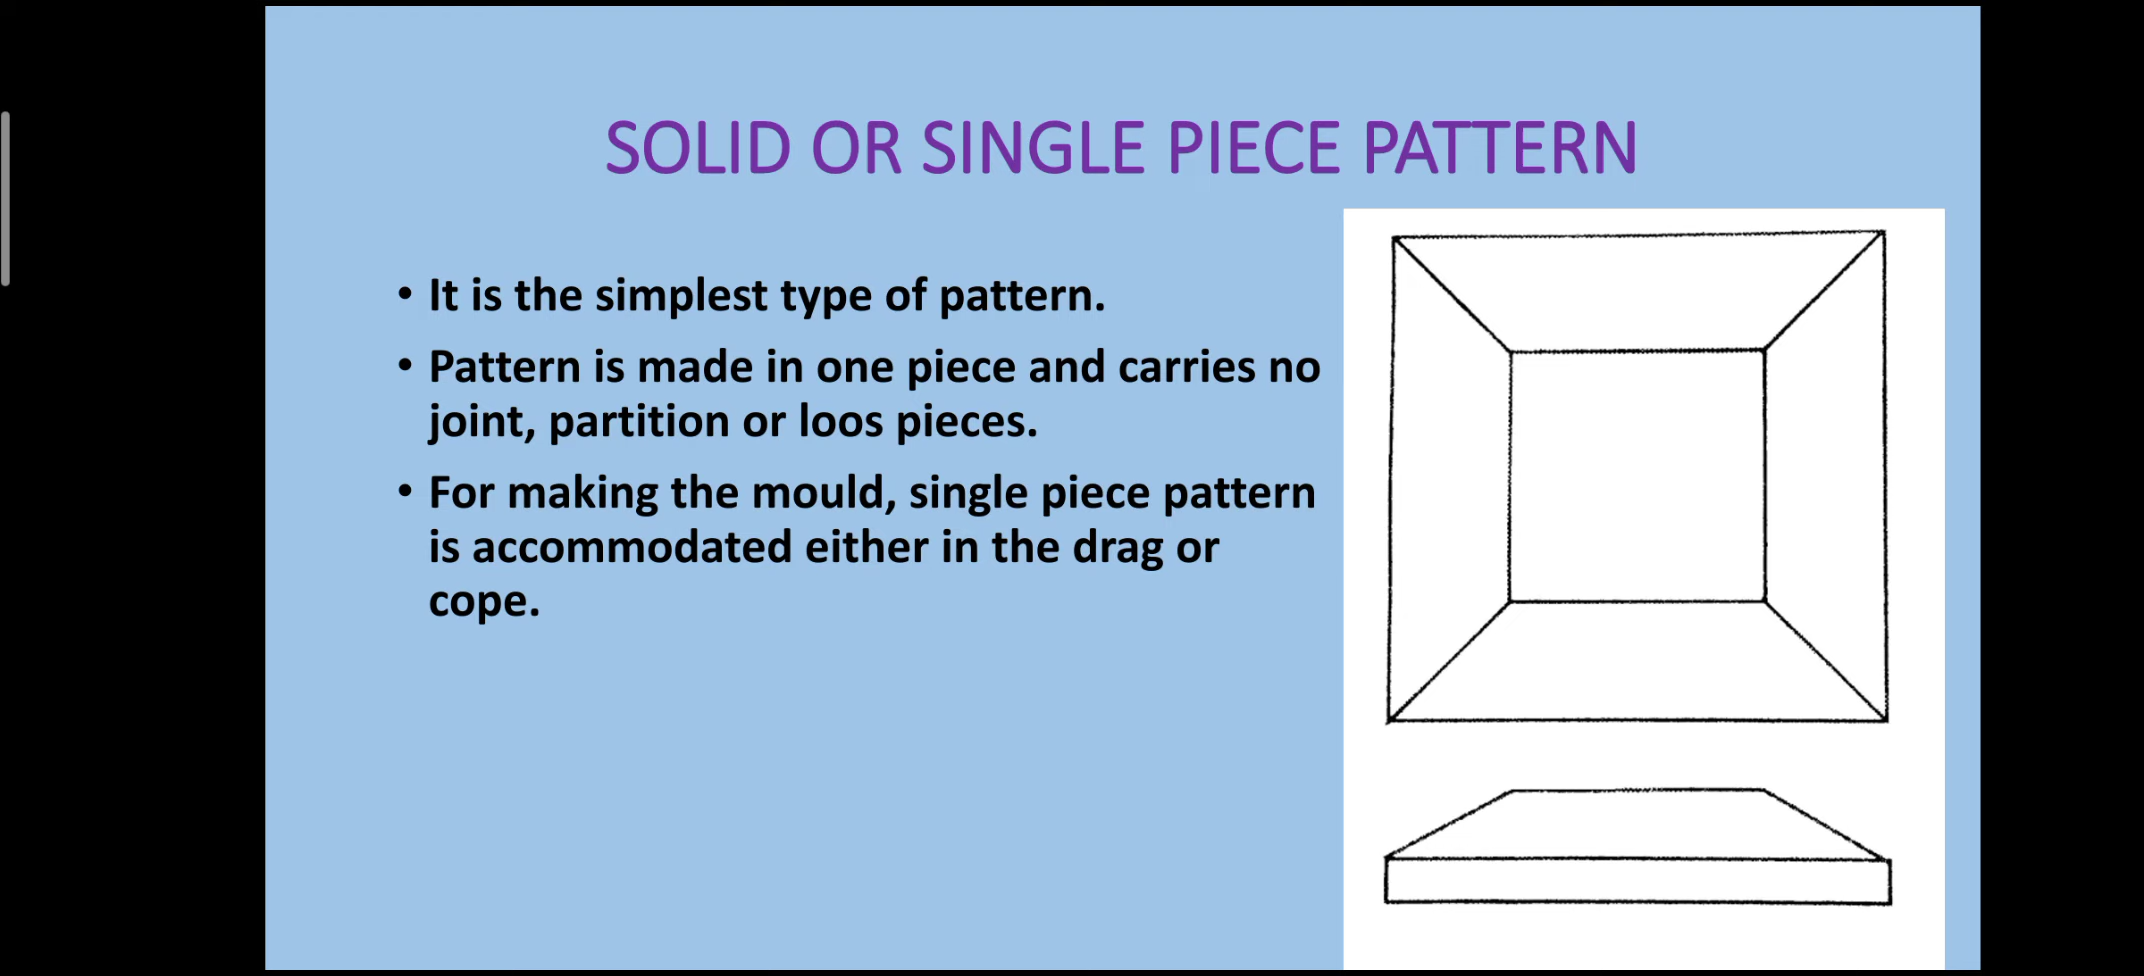 SOLID OR SINGLE PIECE PATTERN
• It is the simplest type of pattern.
• Pattern is made in one piece and carries no
joint, partition or loos pieces.
• For making the mould, single piece pattern
is accommodated either in the drag or
cope.